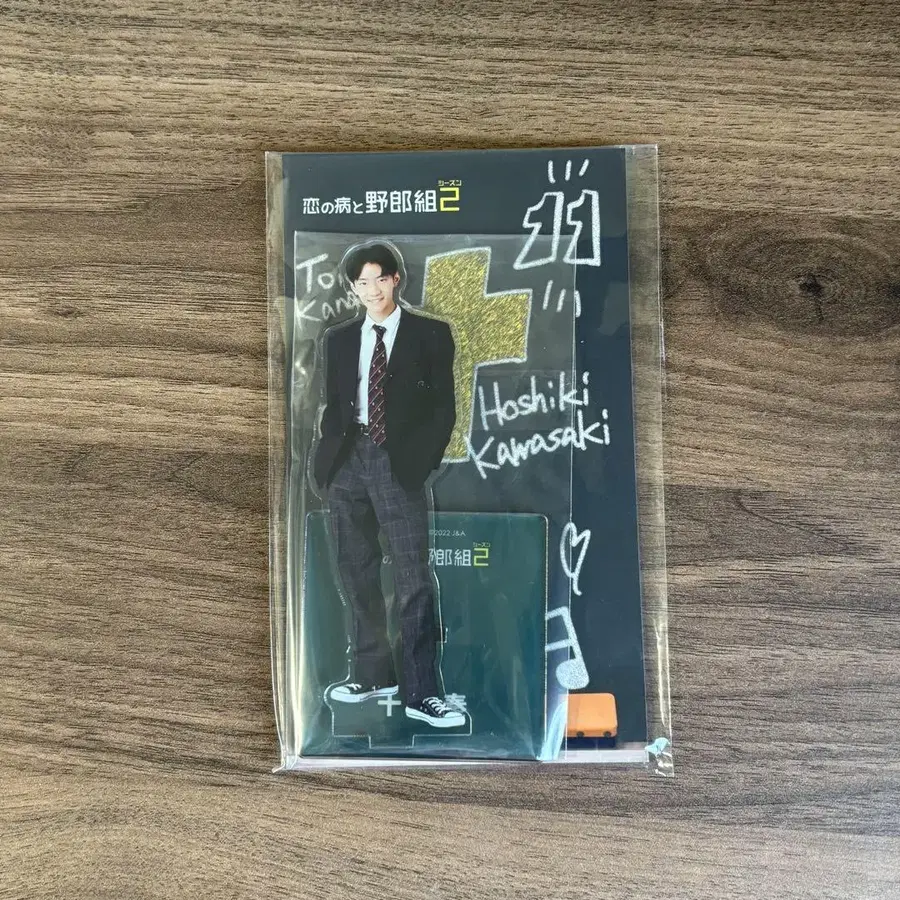 シーズン
恋の病と野郎組2
11
Hoshiki
Kawasaki
©2022 J&A
シーズン
野郎組2